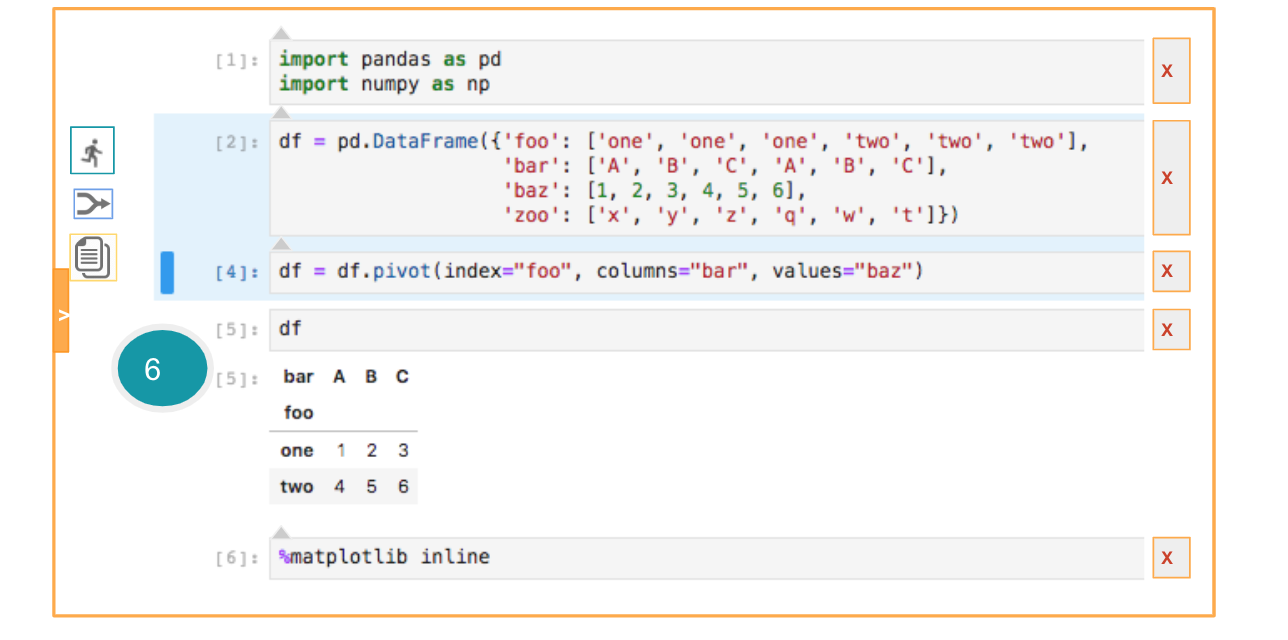 [1]: import pandas as pd
import numpy as np
X
[2]: df = pd.DataFrame({'foo': ['one', 'one', 'one', 'two', 'two', 'two'],
'bar': ['A', 'B', 'C', 'A', 'B', 'C'],
'baz': [1, 2, 3, 4, 5, 6],
'zoo': ['x', 'y', 'z', 'q', 'w', 't']})
X
[4]: df = df.pivot(index="foo", columns="bar", values="baz")
X
>
[5]: df
X
6
[5]: bar A B C
foo
one 1 2 3
two 4 5 6
[6]: %matplotlib inline
X